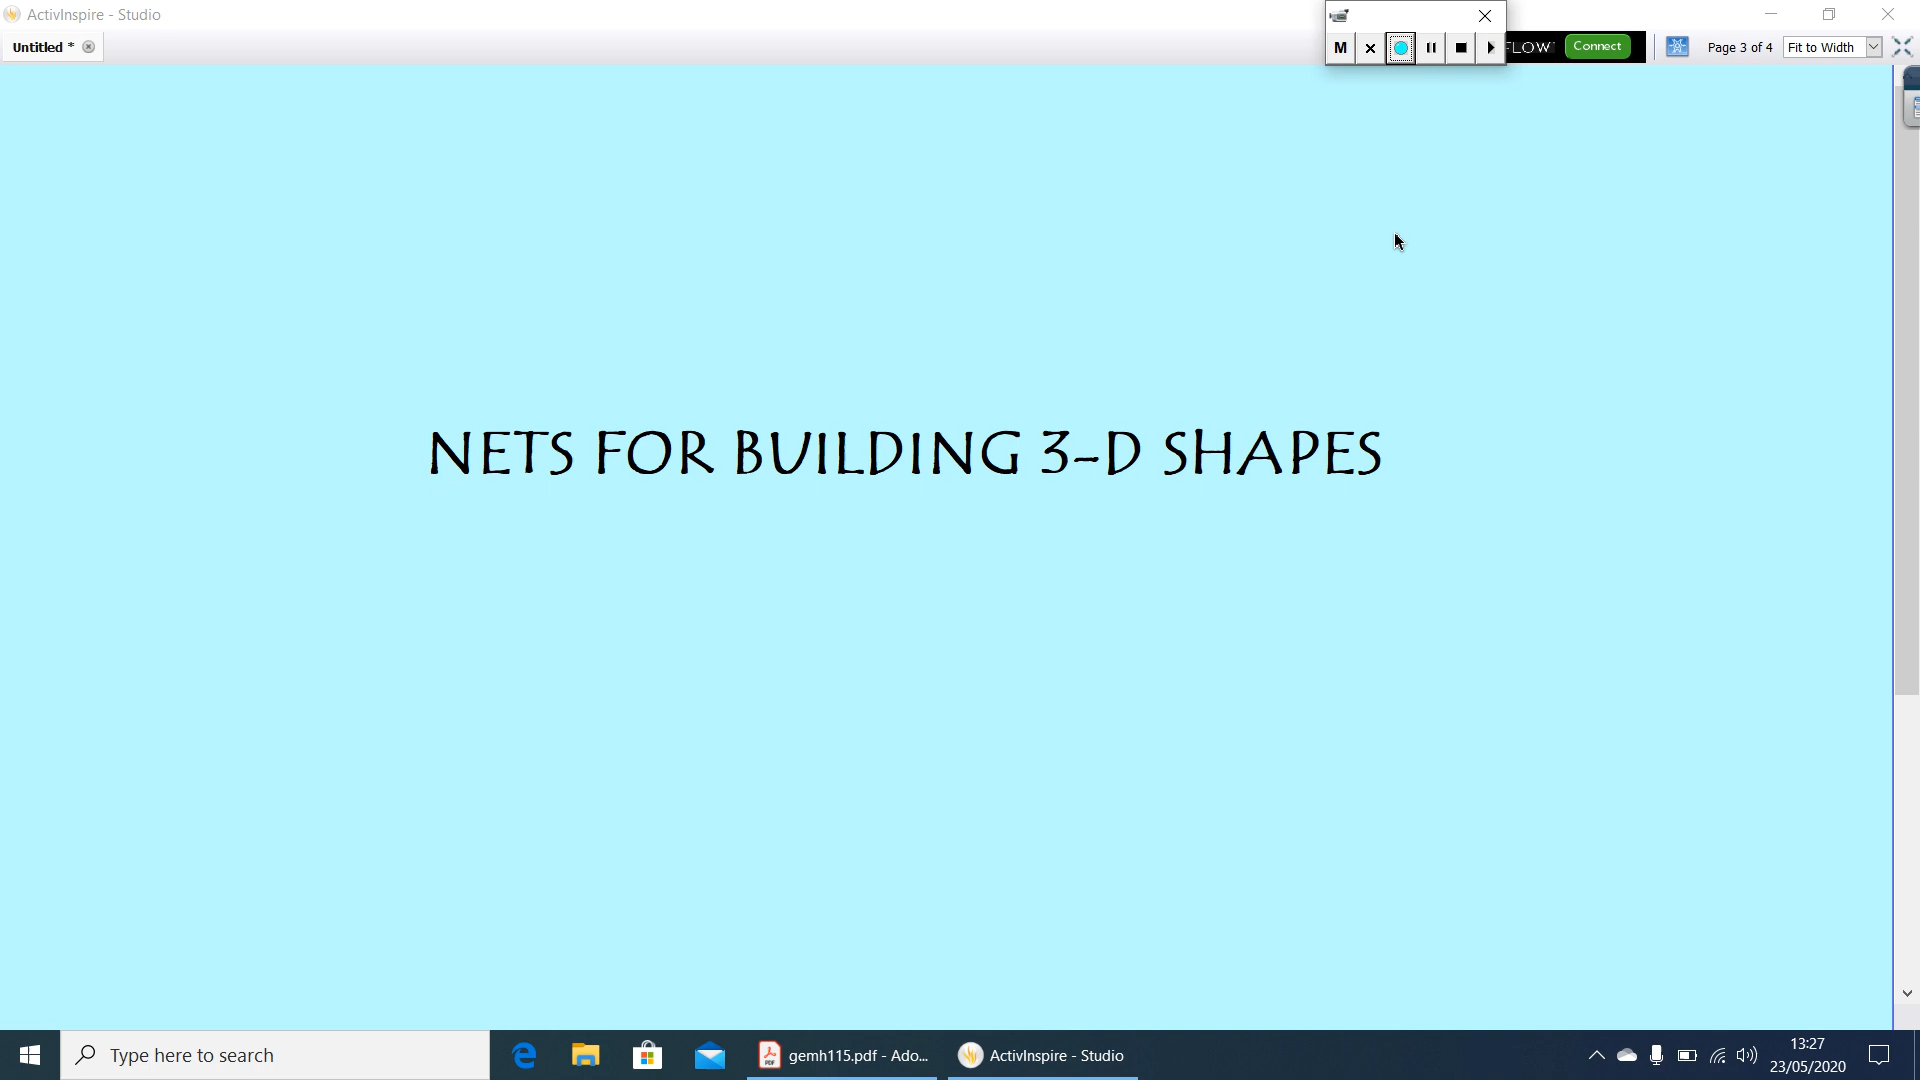 ActivInspire - Studio
Untitled *
M
Connect
Page 3 of 4
Fit to Width
NETS FOR BUILDING 3-D SHAPES
Type here to search
gemh115.pdf - Ado...
ActivInspire - Studio
13:27
23/05/2020